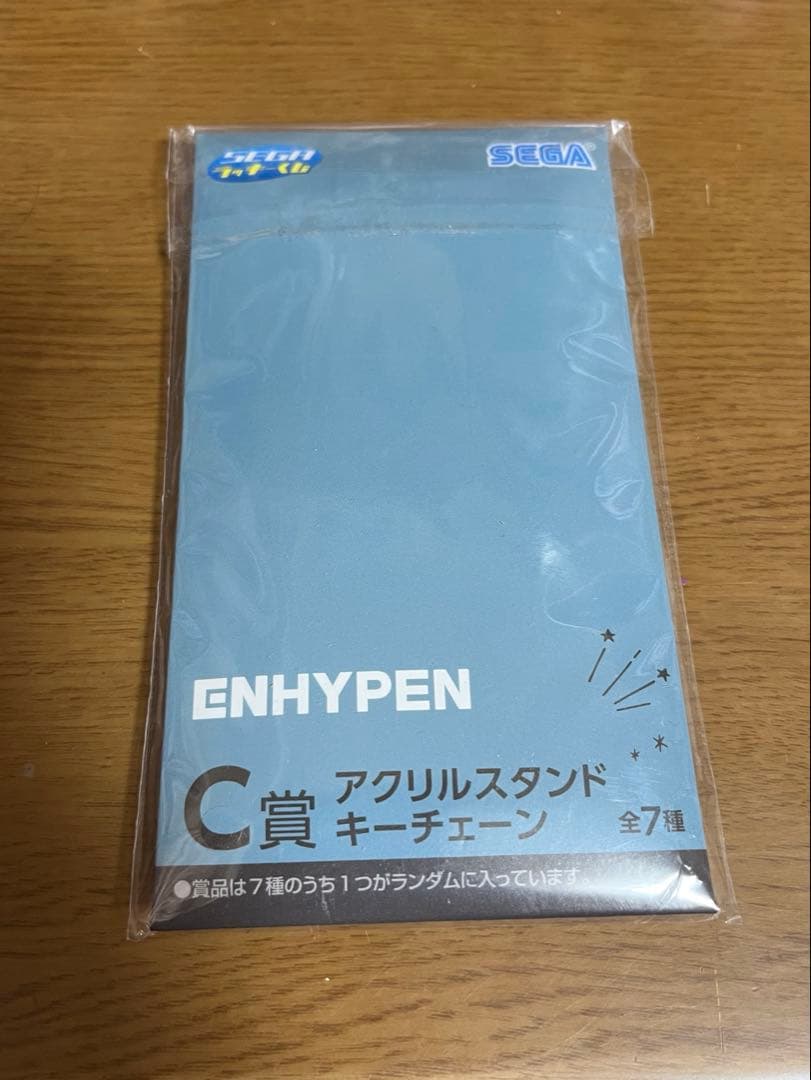 SEGA
ラッキーくじ
SEGA®
ENHYPEN
C賞
アクリルスタンド
キーチェーン
全7種
●賞品は7種のうち1つがランダムに入っています。